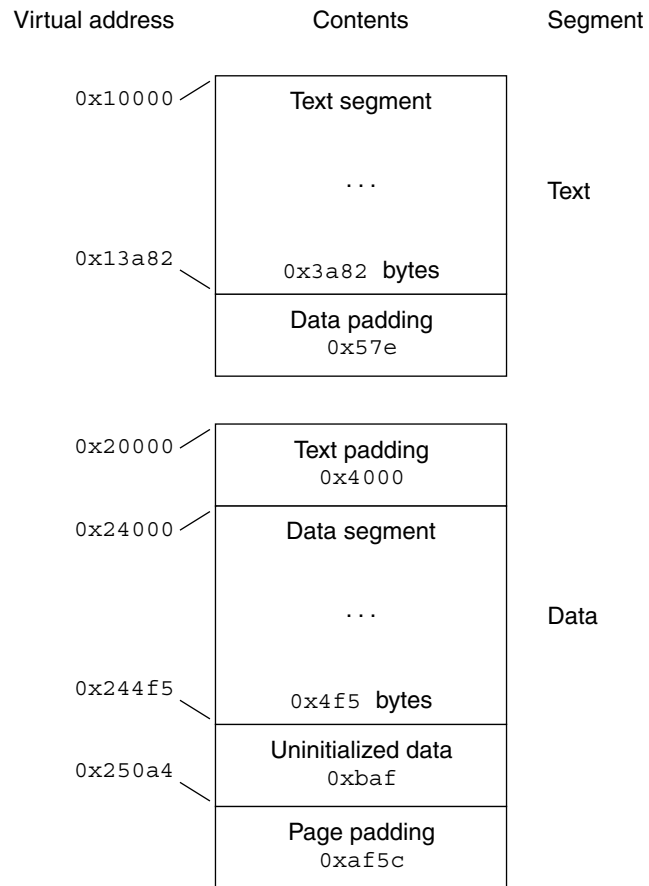 Virtual address Contents Segment
0x10000
Text segment
. . .
Text
0x13a82
0x3a82 bytes
Data padding
0x57e
0x20000
Text padding
0x4000
0x24000
Data segment
. . .
Data
0x244f5
0x4f5 bytes
Uninitialized data
0x250a4
0xbaf
Page padding
0xaf5c